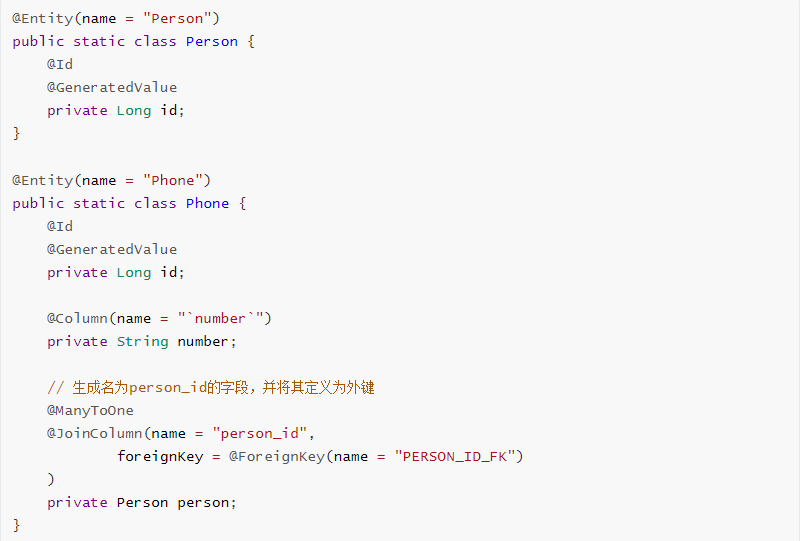 @Entity(name = "Person")
public static class Person {
    @Id
    @GeneratedValue
    private Long id;
}

@Entity(name = "Phone")
public static class Phone {
    @Id
    @GeneratedValue
    private Long id;

    @Column(name = "`number`")
    private String number;

    // 生成名为person_id的字段，并将其定义为外键
    @ManyToOne
    @JoinColumn(name = "person_id",
            foreignKey = @ForeignKey(name = "PERSON_ID_FK")
    )
    private Person person;
}